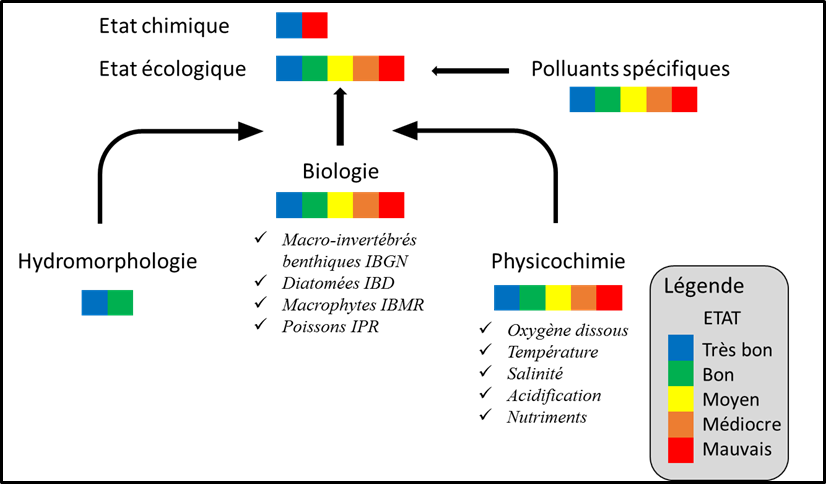 Etat chimique
Etat écologique
Polluants spécifiques
Biologie
✓ Macro-invertébrés
benthiques IBGN
✓ Diatomées IBD
✓ Macrophytes IBMR
✓ Poissons IPR
Hydromorphologie
Physicochimie
✓ Oxygène dissous
✓ Température
✓ Salinité
✓ Acidification
✓ Nutriments
Légende
ETAT
Très bon
Bon
Moyen
Médiocre
Mauvais